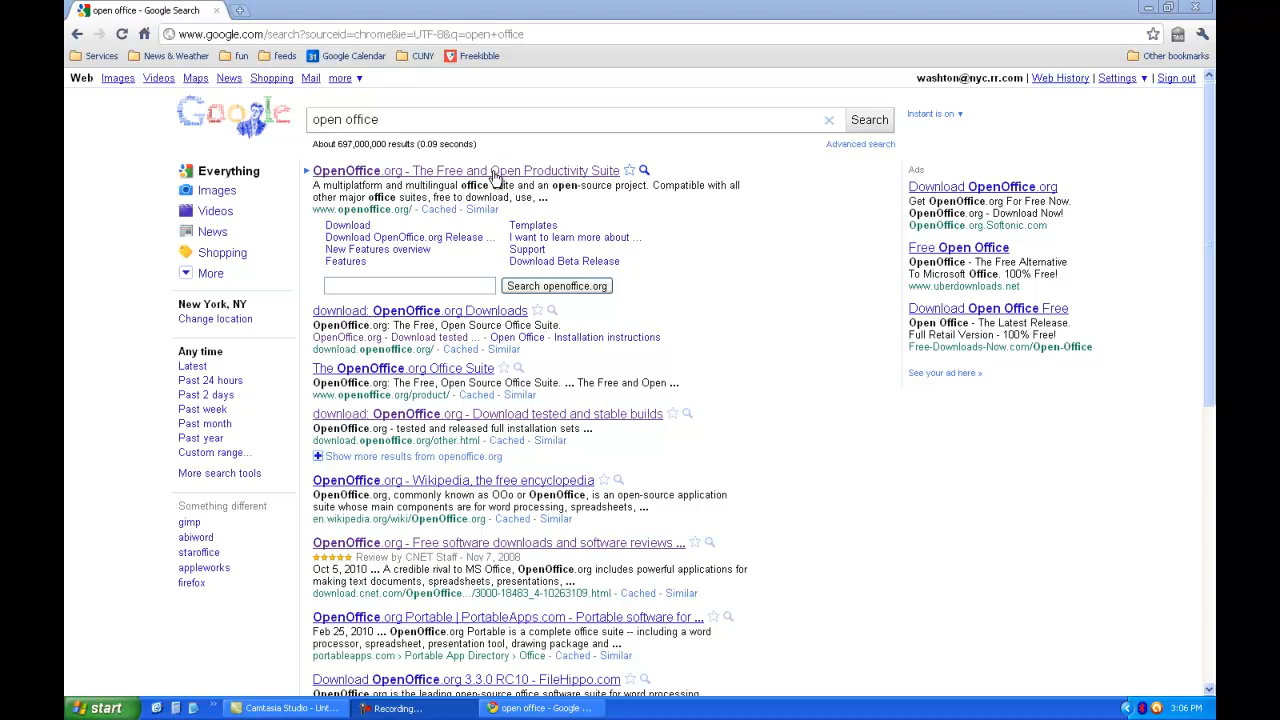 open office - Google Search
www.google.com/search?sourceid=chrome&ie=UTF-8&q=open+office
Services News & Weather fun feeds 31 Google Calendar CUNY Freekibble Other bookmarks
Web Images Videos Maps News Shopping Mail more ▼ washton@nyc.rr.com | Web History | Settings ▼ | Sign out
Google
open office
Search
Instant is on ▼
About 697,000,000 results (0.09 seconds)
Advanced search
Everything
Images
Videos
News
Shopping
More
New York, NY
Change location
Any time
Latest
Past 24 hours
Past 2 days
Past week
Past month
Past year
Custom range...
More search tools
Something different
gimp
abiword
staroffice
appleworks
firefox
OpenOffice.org - The Free and Open Productivity Suite
A multiplatform and multilingual office suite and an open-source project. Compatible with all
other major office suites, free to download, use, ...
www.openoffice.org/ - Cached - Similar
Download Templates
Download OpenOffice.org Release ... I want to learn more about ...
New Features overview Support
Features Download Beta Release
Search openoffice.org
download: OpenOffice.org Downloads
OpenOffice.org: The Free, Open Source Office Suite.
OpenOffice.org - Download tested ... - Open Office - Installation instructions
download.openoffice.org/ - Cached - Similar
The OpenOffice.org Office Suite
OpenOffice.org: The Free, Open Source Office Suite. ... The Free and Open ...
www.openoffice.org/product/ - Cached - Similar
download: OpenOffice.org - Download tested and stable builds
OpenOffice.org - tested and released full installation sets ...
download.openoffice.org/other.html - Cached - Similar
Show more results from openoffice.org
OpenOffice.org - Wikipedia, the free encyclopedia
OpenOffice.org, commonly known as OOo or OpenOffice, is an open-source application
suite whose main components are for word processing, spreadsheets, ...
en.wikipedia.org/wiki/OpenOffice.org - Cached - Similar
OpenOffice.org - Free software downloads and software reviews ...
Review by CNET Staff - Nov 7, 2008
Oct 5, 2010 ... A credible rival to MS Office, OpenOffice.org includes powerful applications for
making text documents, spreadsheets, presentations, ...
download.cnet.com/OpenOffice.../3000-18483_4-10263109.html - Cached - Similar
OpenOffice.org Portable | PortableApps.com - Portable software for ...
Feb 25, 2010 ... OpenOffice.org Portable is a complete office suite -- including a word
processor, spreadsheet, presentation tool, drawing package and ...
portableapps.com › Portable App Directory › Office - Cached - Similar
Download OpenOffice.org 3.3.0 RC10 - FileHippo.com
OpenOffice.org is the leading open-source office software suite for word processing,
Ads
Download OpenOffice.org
Get OpenOffice.org For Free Now.
OpenOffice.org - Download Now!
OpenOffice.org.Softonic.com
Free Open Office
OpenOffice - The Free Alternative
To Microsoft Office. 100% Free!
www.uberdownloads.net
Download Open Office Free
Open Office - The Latest Release.
Full Retail Version - 100% Free!
Free-Downloads-Now.com/Open-Office
See your ad here »
start Camtasia Studio - Unt... Recording... open office - Google ... 3:06 PM